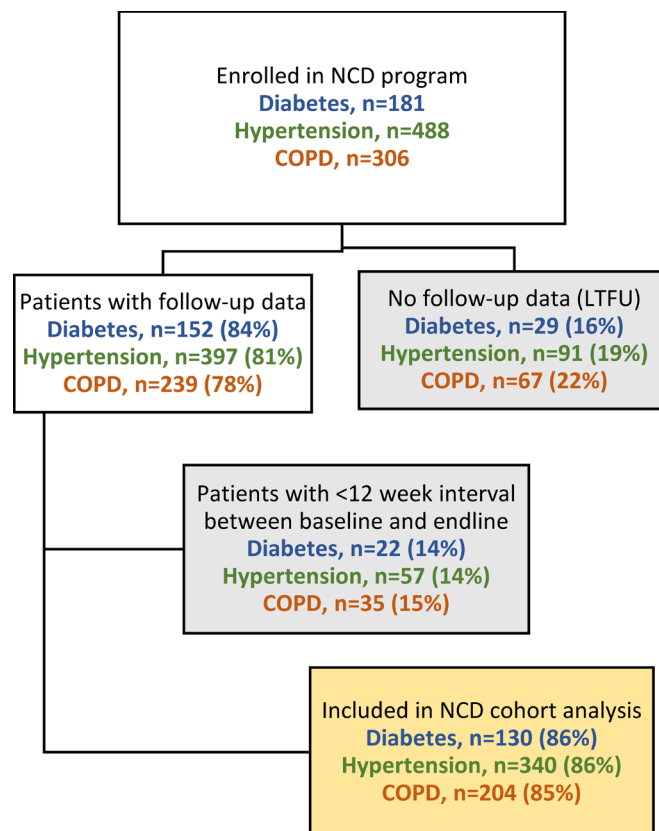 Enrolled in NCD program
Diabetes, n=181
Hypertension, n=488
COPD, n=306
Patients with follow-up data
Diabetes, n=152 (84%)
Hypertension, n=397 (81%)
COPD, n=239 (78%)
No follow-up data (LTFU)
Diabetes, n=29 (16%)
Hypertension, n=91 (19%)
COPD, n=67 (22%)
Patients with <12 week interval
between baseline and endline
Diabetes, n=22 (14%)
Hypertension, n=57 (14%)
COPD, n=35 (15%)
Included in NCD cohort analysis
Diabetes, n=130 (86%)
Hypertension, n=340 (86%)
COPD, n=204 (85%)